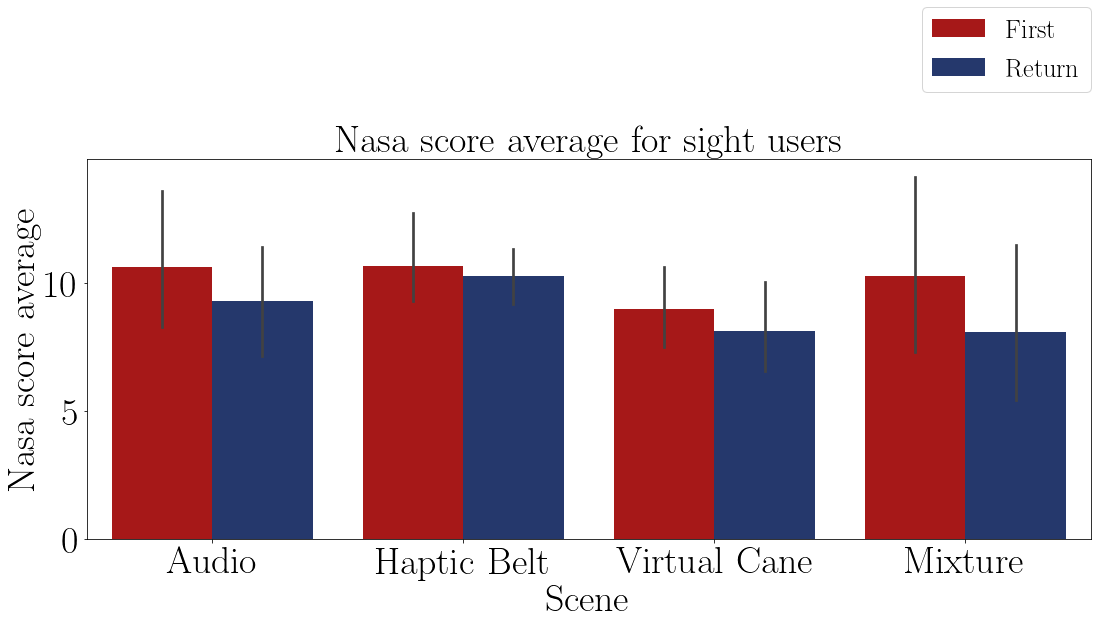 First
Return
Nasa score average for sight users
Nasa score average
10
5
0
Audio
Haptic Belt
Virtual Cane
Mixture
Scene